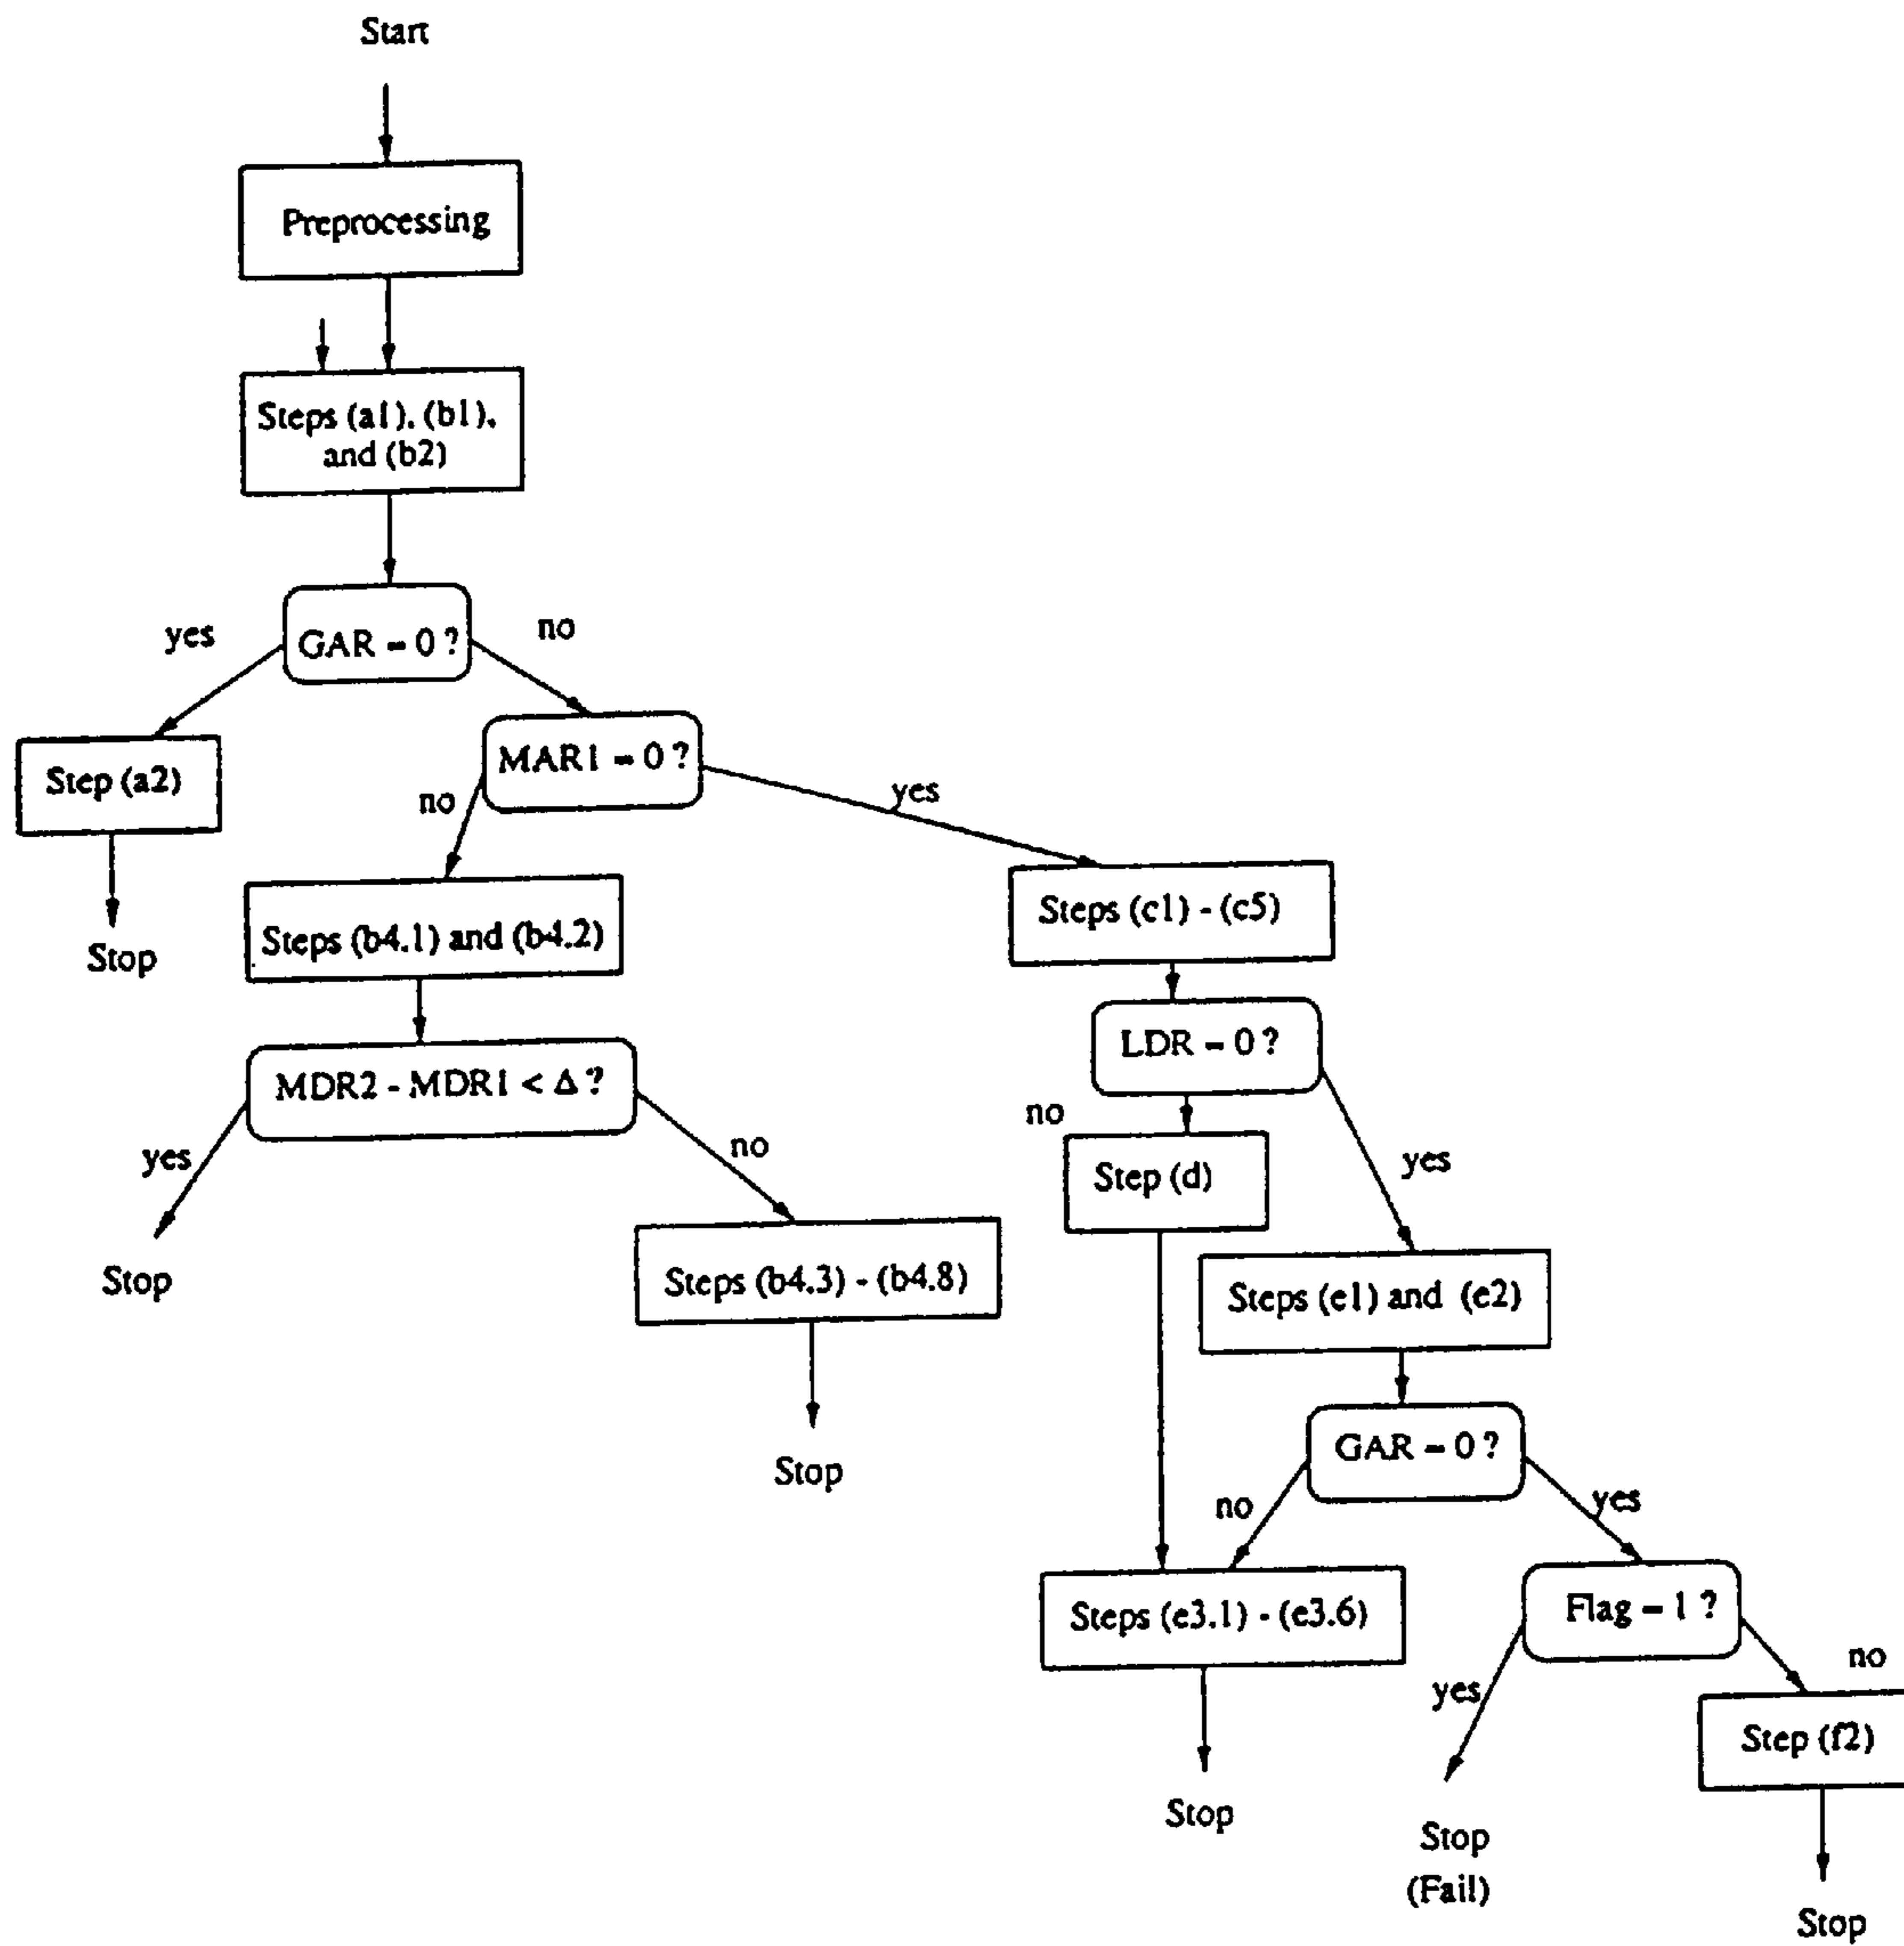 Start
Preprocessing
Steps (a1), (b1),
and (b2)
yes
GAR = 0 ?
no
Step (a2)
MAR1 = 0 ?
no
yes
Stop
Steps (b4.1) and (b4.2)
Steps (c1) - (c5)
MDR2 - MDR1 < Δ ?
yes
no
Stop
Steps (b4.3) - (b4.8)
Stop
LDR = 0 ?
no
yes
Step (d)
Steps (e1) and (e2)
GAR = 0 ?
no
yes
Steps (e3.1) - (e3.6)
Flag = 1 ?
yes
no
Step (f2)
Stop
Stop
(Fail)
Stop